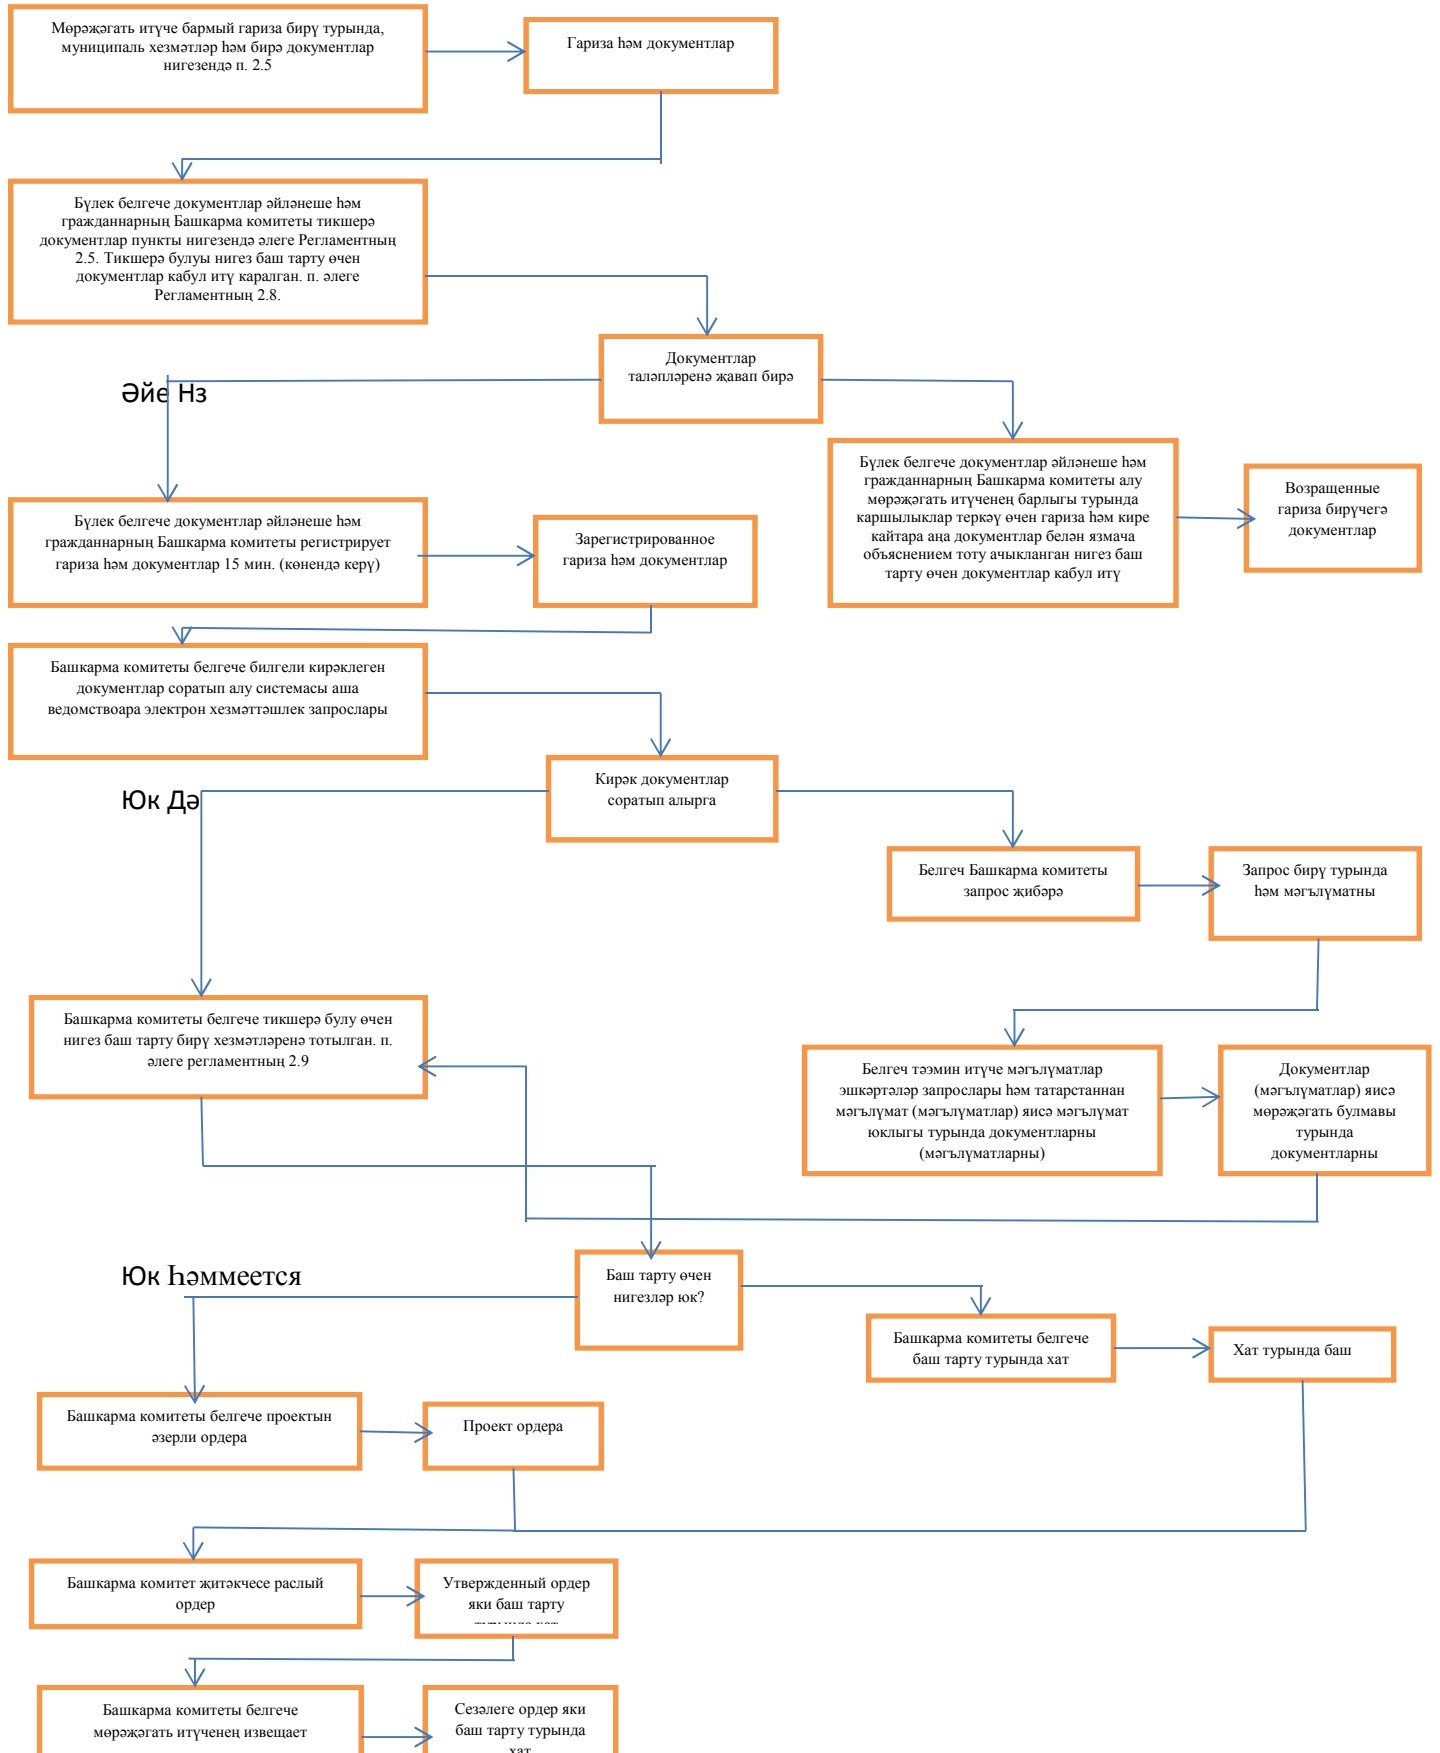 Мөрәҗәгать итүче бармый гариза бирү турында,
муниципаль хезмәтләр һәм бирә документлар
нигезендә п. 2.5
Гариза һәм документлар
Бүлек белгече документлар әйләнеше һәм
гражданнарның Башкарма комитеты тикшерә
документлар пункты нигезендә әлеге Регламентның
2.5. Тикшерә булуы нигез баш тарту өчен
документлар кабул итү каралган. п. әлеге
Регламентның 2.8.
Документлар
таләпләренә җавап бирә
Әйе Нз
Бүлек белгече документлар әйләнеше һәм
гражданнарның Башкарма комитеты алу
мөрәҗәгать итүченең барлыгы турында
каршылыклар теркәү өчен гариза һәм кире
кайтара аңа документлар белән язмача
объяснением тоту ачыкланган нигез баш
тарту өчен документлар кабул итү
Возращенные
гариза бирүчегә
документлар
Бүлек белгече документлар әйләнеше һәм
гражданнарның Башкарма комитеты регистрирует
гариза һәм документлар 15 мин. (көнендә керү)
Зарегистрированное
гариза һәм документлар
Башкарма комитеты белгече билгели кирәклеген
документлар соратып алу системасы аша
ведомствоара электрон хезмәттәшлек запрослары
Кирәк документлар
соратып алырга
Юк Дә
Белгеч Башкарма комитеты
запрос җибәрә
Запрос бирү турында
һәм мәгълүматны
Башкарма комитеты белгече тикшерә булу өчен
нигез баш тарту бирү хезмәтләренә тотылган. п.
әлеге регламентның 2.9
Белгеч тәэмин итүче мәгълүматлар
эшкәртәләр запрослары һәм татарстаннан
мәгълүмат (мәгълүматлар) яисә мәгълүмат
юклыгы турында документларны
(мәгълүматларны)
Документлар
(мәгълүматлар) яисә
мөрәҗәгать булмавы
турында
документларны
Юк Һәммеется
Баш тарту өчен
нигезләр юк?
Башкарма комитеты белгече
баш тарту турында хат
Хат турында баш
Башкарма комитеты белгече проектын
әзерли ордера
Проект ордера
Башкарма комитет җитәкчесе раслый
ордер
Утвержденный ордер
яки баш тарту
Башкарма комитеты белгече
мөрәҗәгать итүченең извещает
Сезәлеге ордер яки
баш тарту турында
хат